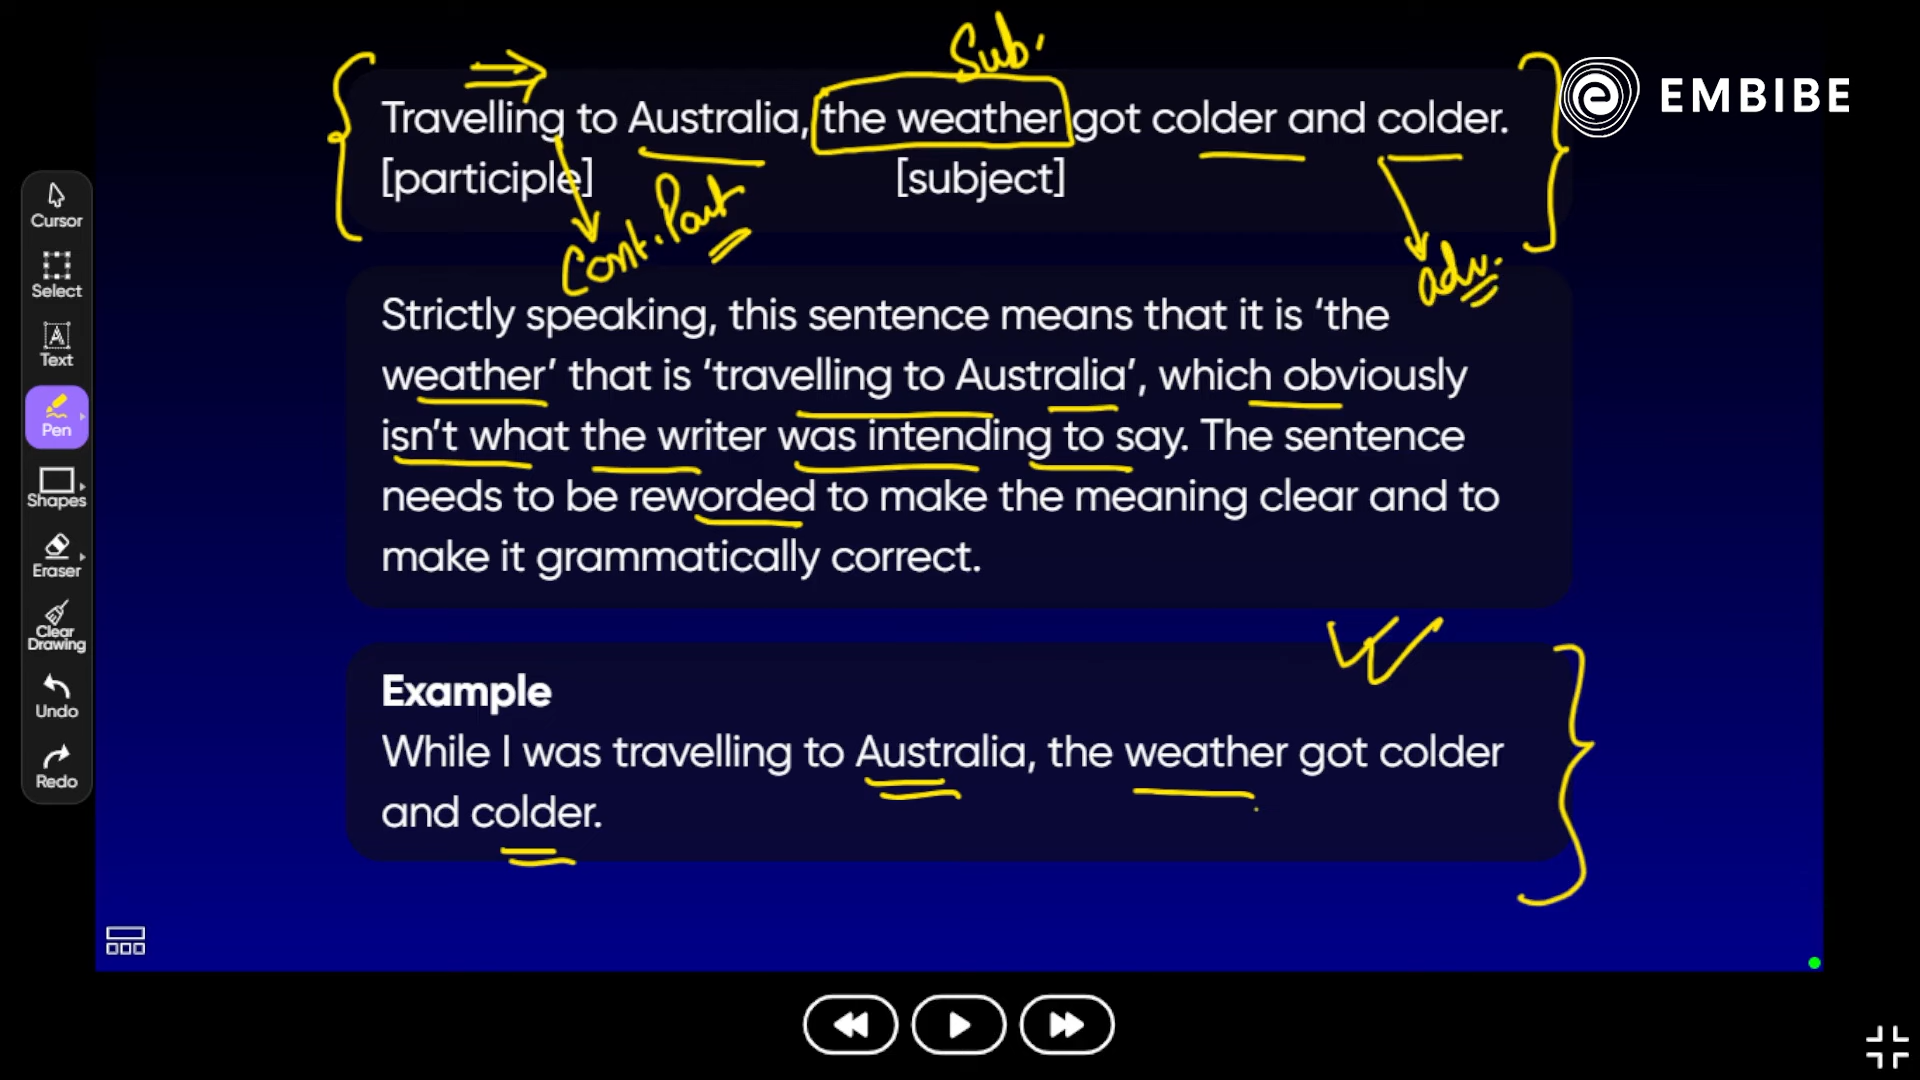 Sub.
EMBIBE
Travelling to Australia, the weather got colder and colder.
[participle] [subject]
Cont. Part
adv.
Strictly speaking, this sentence means that it is ‘the
weather’ that is ‘travelling to Australia’, which obviously
isn’t what the writer was intending to say. The sentence
needs to be reworded to make the meaning clear and to
make it grammatically correct.
Example
While I was travelling to Australia, the weather got colder
and colder.
Cursor
Select
Text
Pen
Shapes
Eraser
Clear
Drawing
Undo
Redo